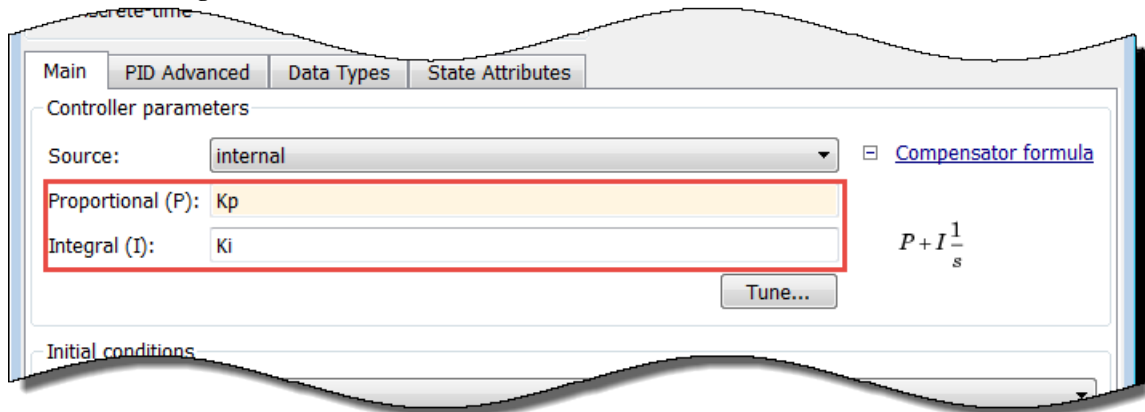 Main PID Advanced Data Types State Attributes
Controller parameters
Source: internal Compensator formula
Proportional (P): Kp
Integral (I): Ki
P + I 1/s
Tune...
Initial conditions